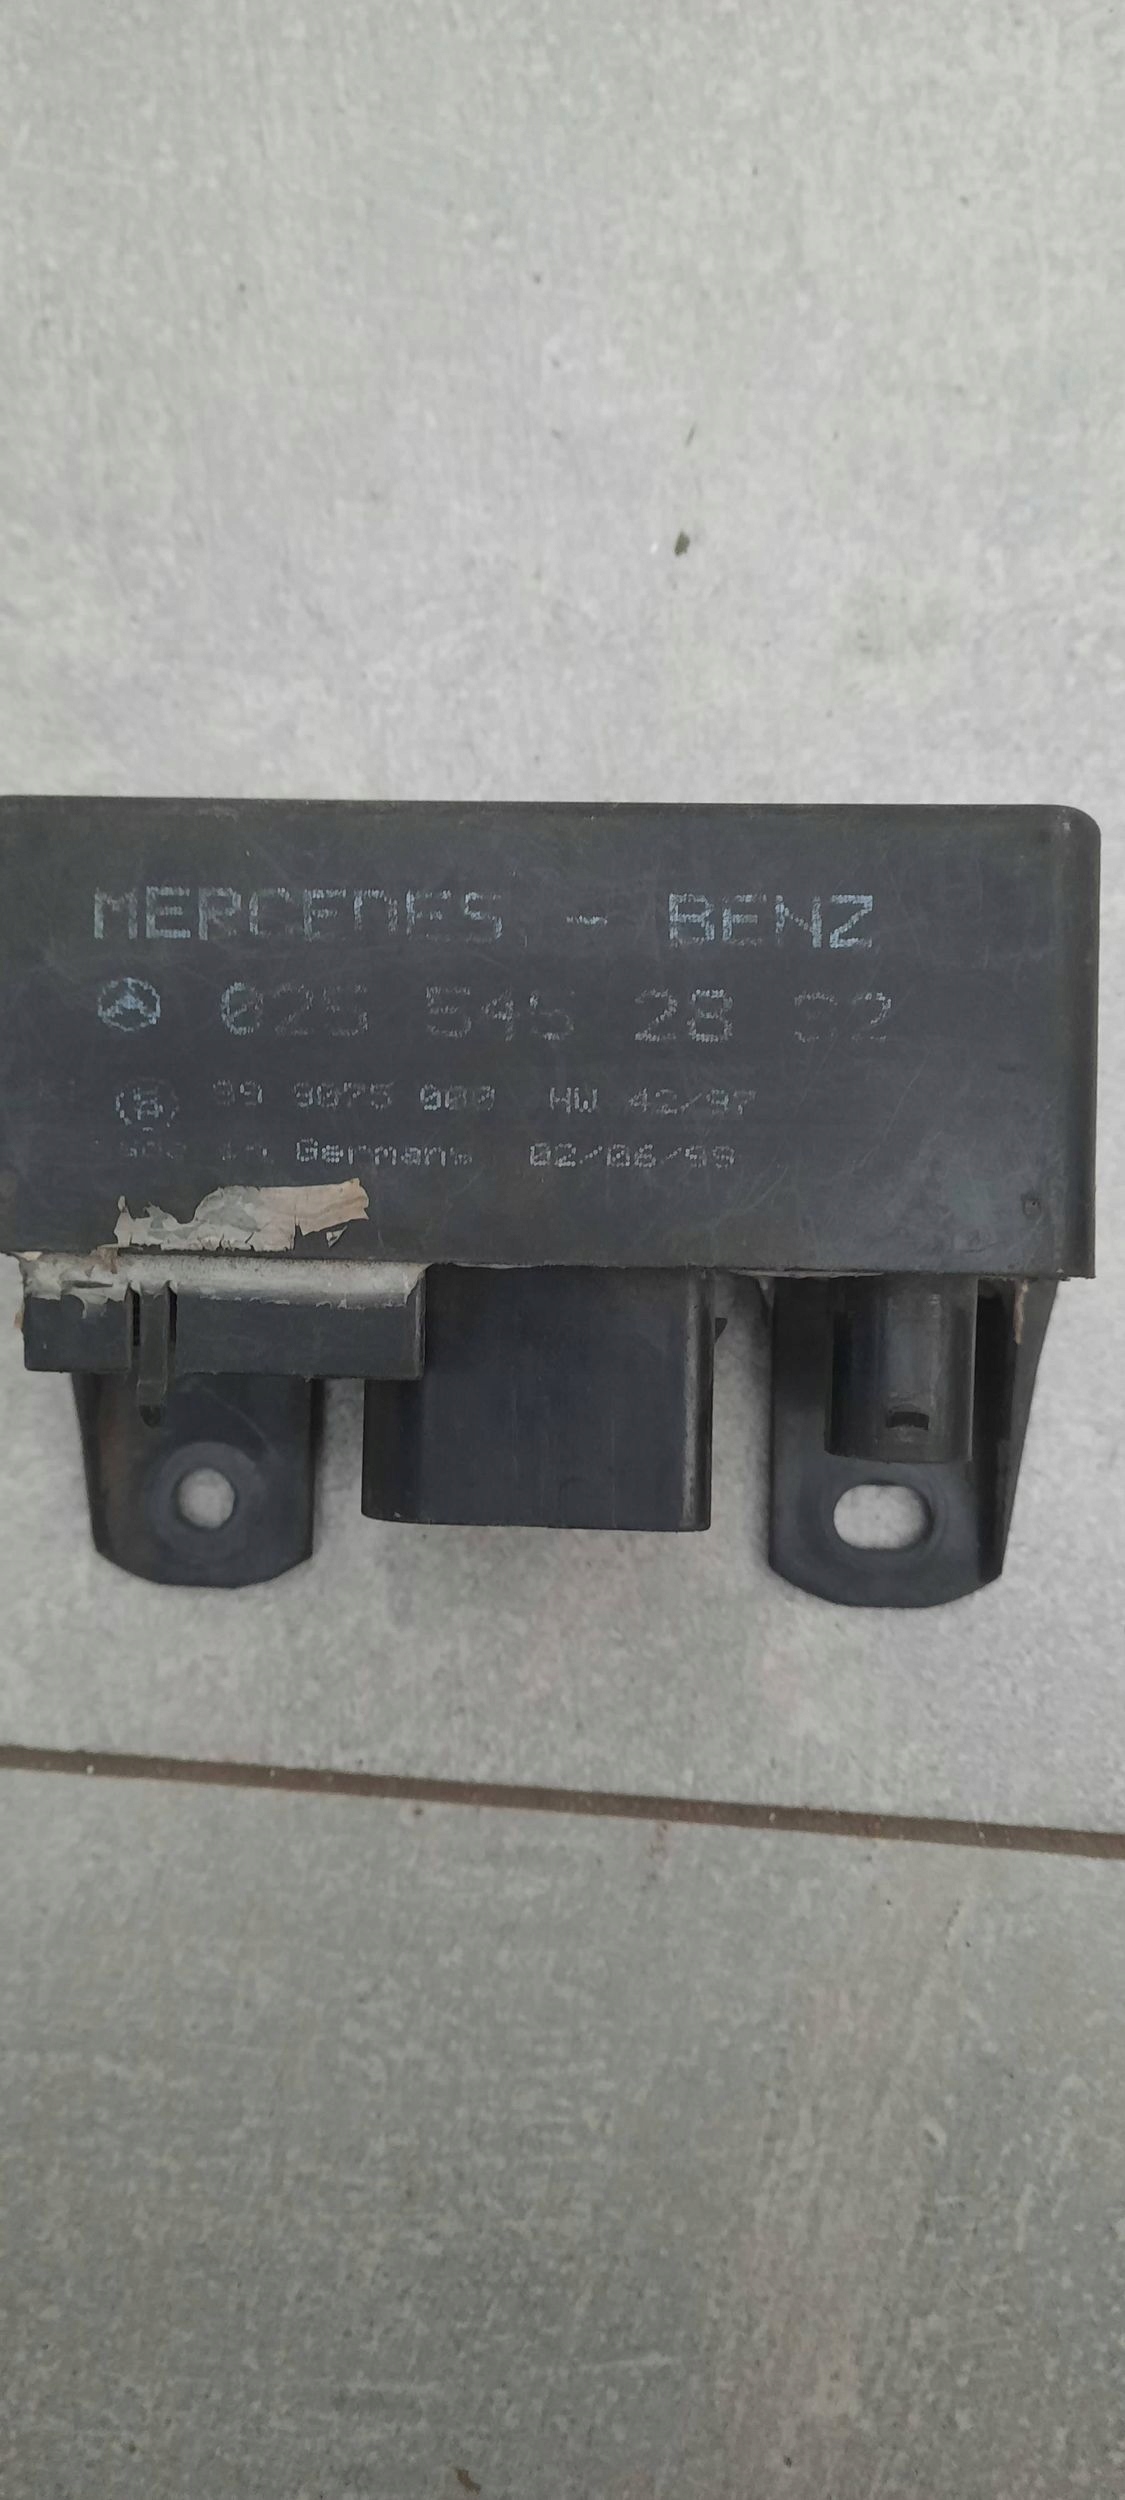 MERCEDES - BENZ
025 545 28 32
99 9075 000 HW 42/97
in Germany 02/06/99